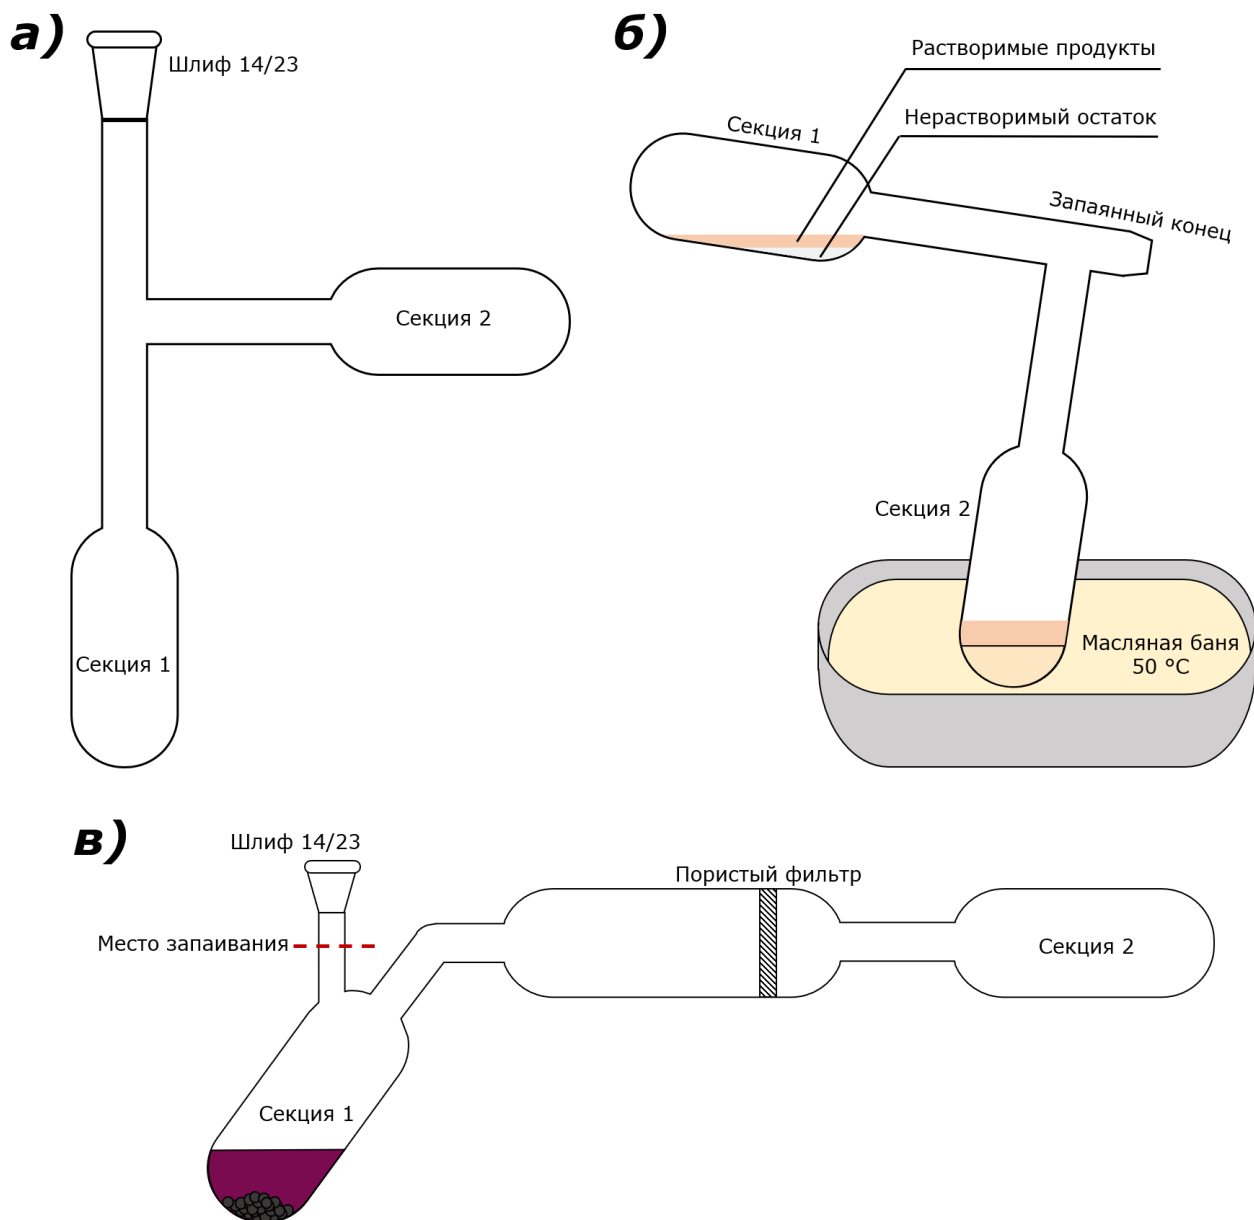 а)
Шлиф 14/23
Секция 2
Секция 1
б)
Растворимые продукты
Нерастворимый остаток
Секция 1
Запаянный конец
Секция 2
Масляная баня
50 ºС
в)
Шлиф 14/23
Место запаивания
Пористый фильтр
Секция 2
Секция 1